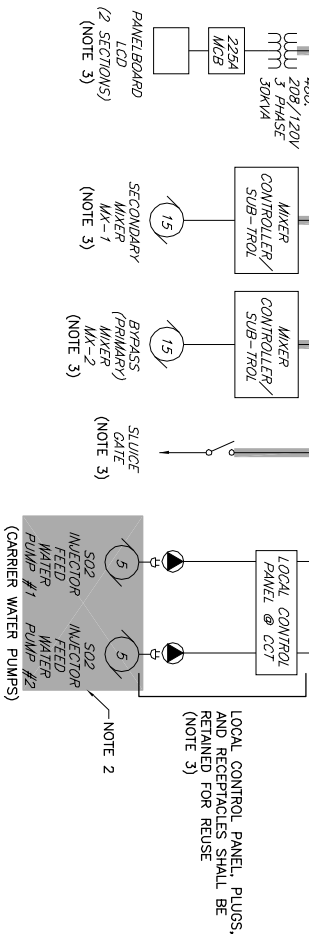 480:
208/120V
3 PHASE
30KVA
225A
MCB
PANELBOARD
LCD
(2 SECTIONS)
(NOTE 3)
MIXER
CONTROLLER/
SUB-TROL
15
SECONDARY
MIXER
MX-1
(NOTE 3)
MIXER
CONTROLLER/
SUB-TROL
15
BYPASS
(PRIMARY)
MIXER
MX-2
(NOTE 3)
SLUICE
GATE
(NOTE 3)
LOCAL CONTROL
PANEL @ CCT
5
SO2
INJECTOR
FEED
WATER
PUMP #1
5
SO2
INJECTOR
FEED
WATER
PUMP #2
(CARRIER WATER PUMPS)
NOTE 2
LOCAL CONTROL PANEL, PLUGS,
AND RECEPTACLES SHALL BE
RETAINED FOR REUSE
(NOTE 3)